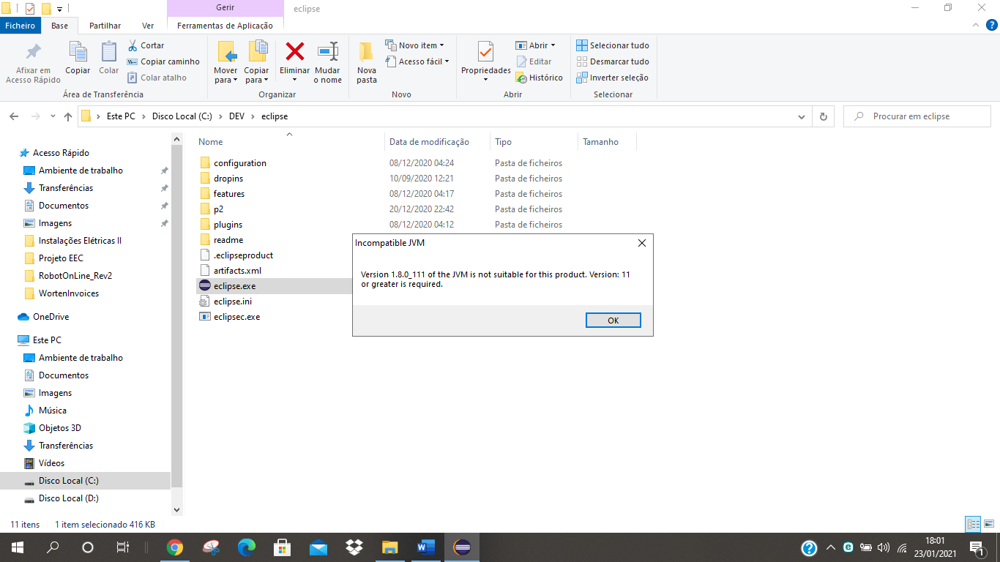 Gerir
eclipse
Ficheiro
Base
Partilhar
Ver
Ferramentas de Aplicação
Afixar em
Acesso Rápido
Copiar
Colar
Cortar
Copiar caminho
Colar atalho
Área de Transferência
Mover
para
Copiar
para
Eliminar
Mudar
o nome
Organizar
Nova
pasta
Novo item
Acesso fácil
Novo
Propriedades
Abrir
Editar
Histórico
Abrir
Selecionar tudo
Desmarcar tudo
Inverter seleção
Selecionar
Este PC
Disco Local (C:)
DEV
eclipse
Procurar em eclipse
Acesso Rápido
Ambiente de trabalho
Transferências
Documentos
Imagens
Instalações Elétricas II
Projeto EEC
RobotOnLine_Rev2
WortenInvoices
OneDrive
Este PC
Ambiente de trabalho
Documentos
Imagens
Música
Objetos 3D
Transferências
Vídeos
Disco Local (C:)
Disco Local (D:)
Nome Data de modificação Tipo Tamanho
configuration 08/12/2020 04:24 Pasta de ficheiros
dropins 10/09/2020 12:21 Pasta de ficheiros
features 08/12/2020 04:17 Pasta de ficheiros
p2 20/12/2020 22:42 Pasta de ficheiros
plugins 08/12/2020 04:12 Pasta de ficheiros
readme
.eclipseproduct
artifacts.xml
eclipse.exe
eclipse.ini
eclipsec.exe
Incompatible JVM
Version 1.8.0_111 of the JVM is not suitable for this product. Version: 11
or greater is required.
OK
11 itens 1 item selecionado 416 KB
18:01
23/01/2021
1